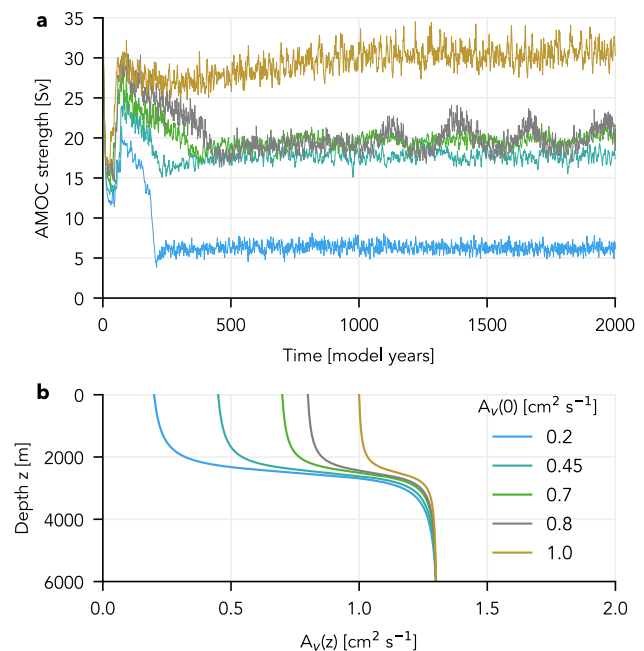 a
35
30
25
20
15
10
5
0
AMOC strength [Sv]
0 500 1000 1500 2000
Time [model years]
b
0
2000
4000
6000
Depth z [m]
A_v(0) [cm² s⁻¹]
0.2
0.45
0.7
0.8
1.0
0.0 0.5 1.0 1.5 2.0
A_v(z) [cm² s⁻¹]